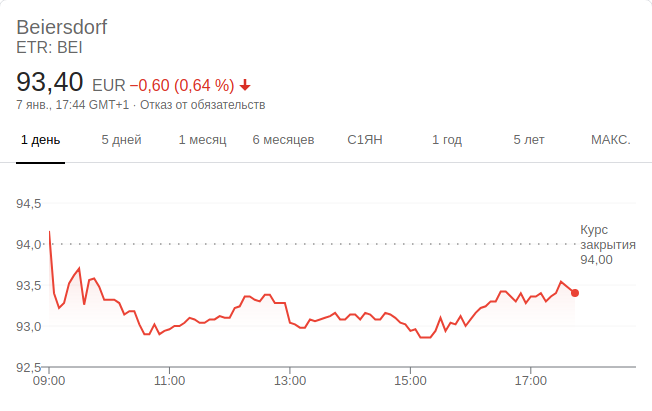 Beiersdorf
ETR: BEI
93,40 EUR −0,60 (0,64 %)
7 янв., 17:44 GMT+1 · Отказ от обязательств
1 день 5 дней 1 месяц 6 месяцев С1ЯН 1 год 5 лет МАКС.
94,5
Курс
94,0 закрытия
94,00
93,5
93,0
92,5
09:00 11:00 13:00 15:00 17:00